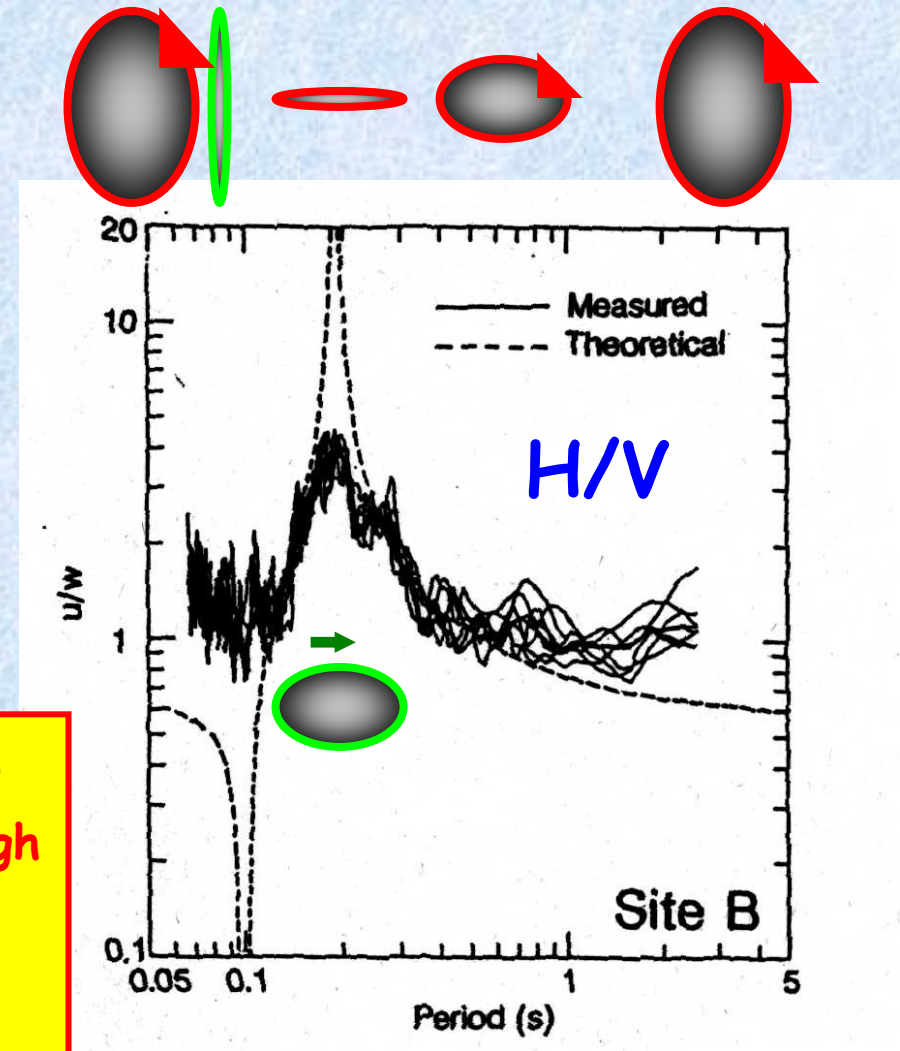 20
10
Measured
Theoretical
H/V
u/w
1
gh
Site B
0.1
0.05 0.1 1 5
Period (s)